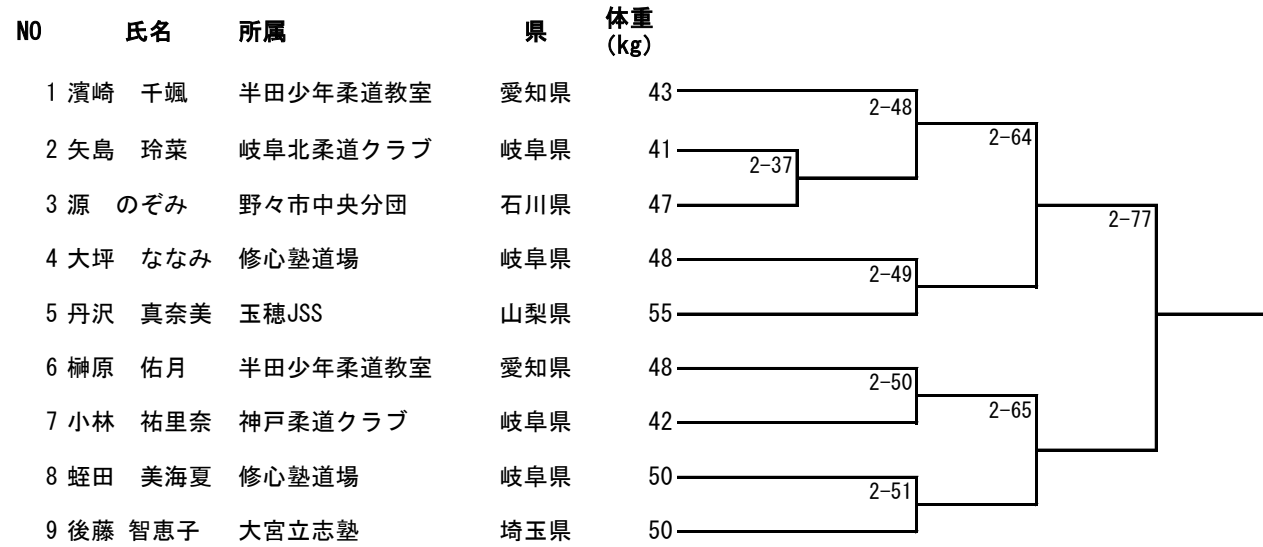 NO 氏名 所属 県 体重(kg)
1 濱崎 千颯 半田少年柔道教室 愛知県 43
2-48
2 矢島 玲菜 岐阜北柔道クラブ 岐阜県 41
2-64
2-37
3 源 のぞみ 野々市中央分団 石川県 47
2-77
4 大坪 ななみ 修心塾道場 岐阜県 48
2-49
5 丹沢 真奈美 玉穂JSS 山梨県 55
6 榊原 佑月 半田少年柔道教室 愛知県 48
2-50
7 小林 祐里奈 神戸柔道クラブ 岐阜県 42
2-65
8 蛭田 美海夏 修心塾道場 岐阜県 50
2-51
9 後藤 智恵子 大宮立志塾 埼玉県 50